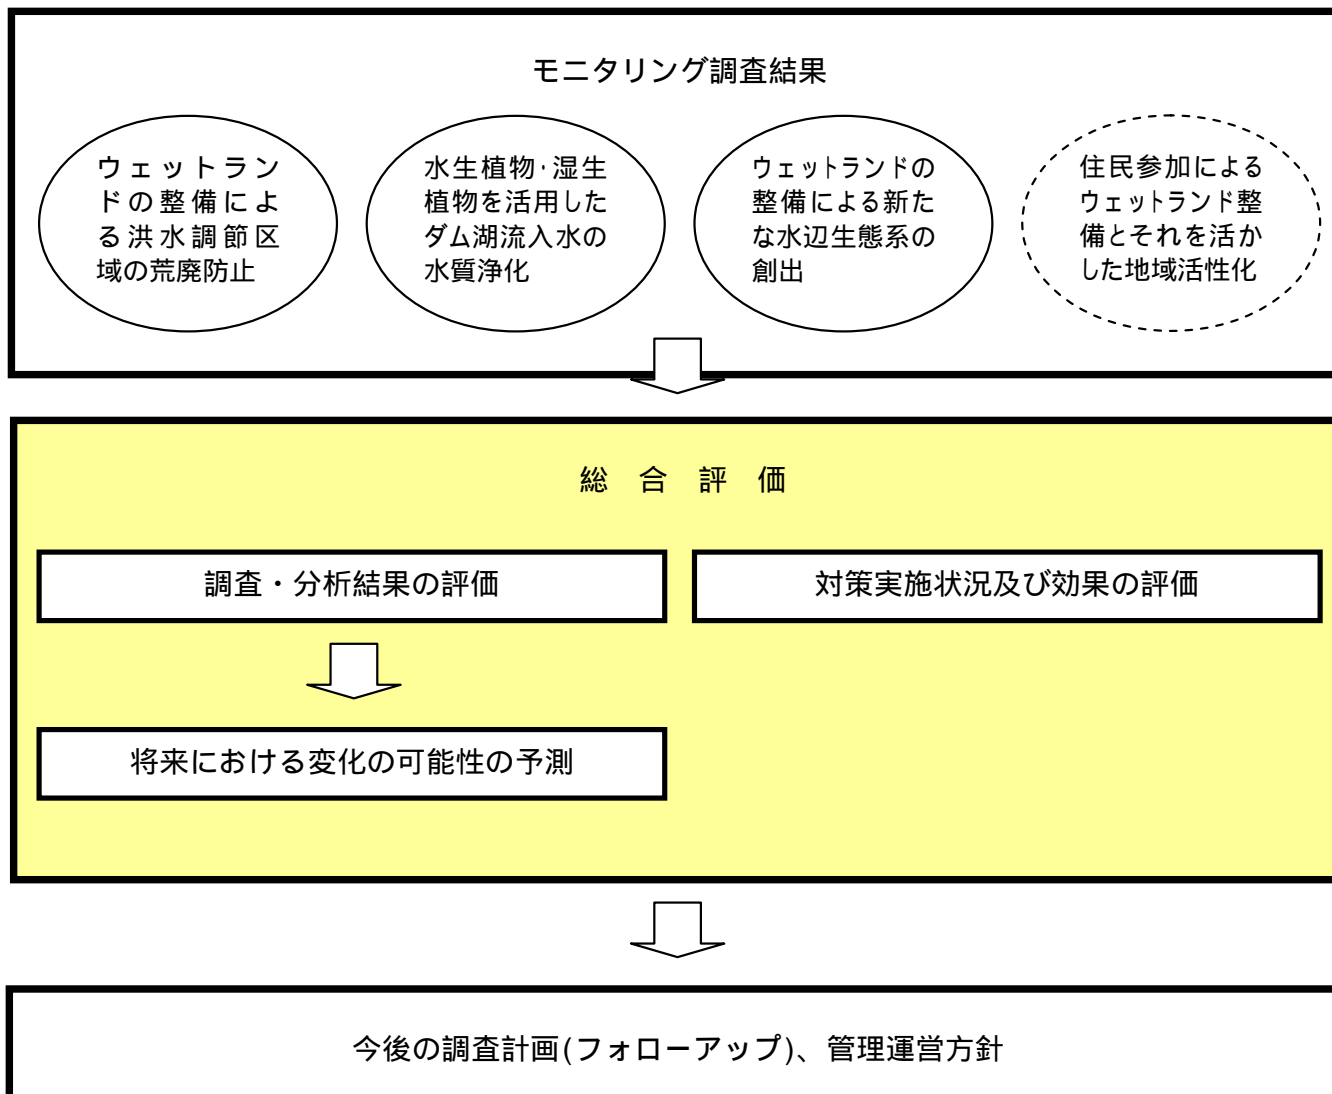 モニタリング調査結果
ウェットラン
ドの整備によ
る洪水調節区
域の荒廃防止
水生植物･湿生
植物を活用した
ダム湖流入水の
水質浄化
ウェットランドの
整備による新た
な水辺生態系の
創出
住民参加による
ウェットランド整
備とそれを活か
した地域活性化
総　合　評　価
調査・分析結果の評価
対策実施状況及び効果の評価
将来における変化の可能性の予測
今後の調査計画(フォローアップ)、管理運営方針